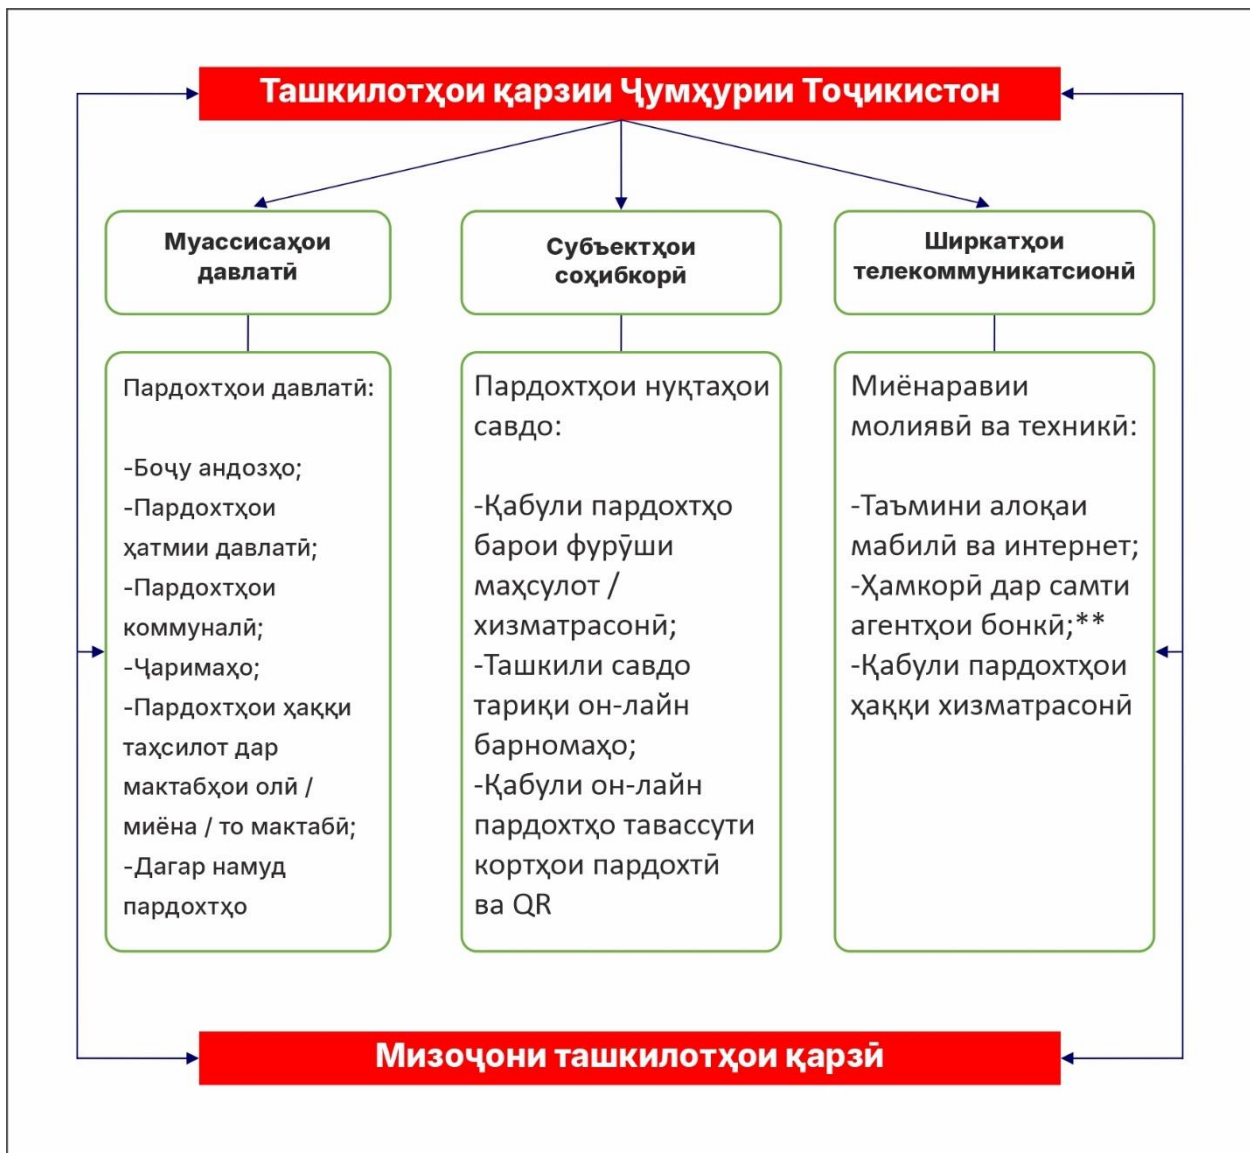 Ташкилотҳои қарзии Ҷумҳурии Тоҷикистон
Муассисаҳои
давлатӣ
Субъектҳои
соҳибкорӣ
Ширкатҳои
телекоммуникатсионӣ
Пардохтҳои давлатӣ:
-Боҷу андозҳо;
-Пардохтҳои
ҳатмии давлатӣ;
-Пардохтҳои
коммуналӣ;
-Ҷаримаҳо;
-Пардохтҳои ҳаққи
таҳсилот дар
мактабҳои олӣ /
миёна / то мактабӣ;
-Дагар намуд
пардохтҳо
Пардохтҳои нуқтаҳои
савдо:
-Қабули пардохтҳо
барои фурӯши
маҳсулот /
хизматрасонӣ;
-Ташкили савдо
тариқи он-лайн
барномаҳо;
-Қабули он-лайн
пардохтҳо тавассути
кортҳои пардохтӣ
ва QR
Миёнаравии
молиявӣ ва техникӣ:
-Таъмини алоқаи
мабилӣ ва интернет;
-Ҳамкорӣ дар самти
агентҳои бонкӣ;**
-Қабули пардохтҳои
ҳаққи хизматрасонӣ
Мизоҷони ташкилотҳои қарзӣ